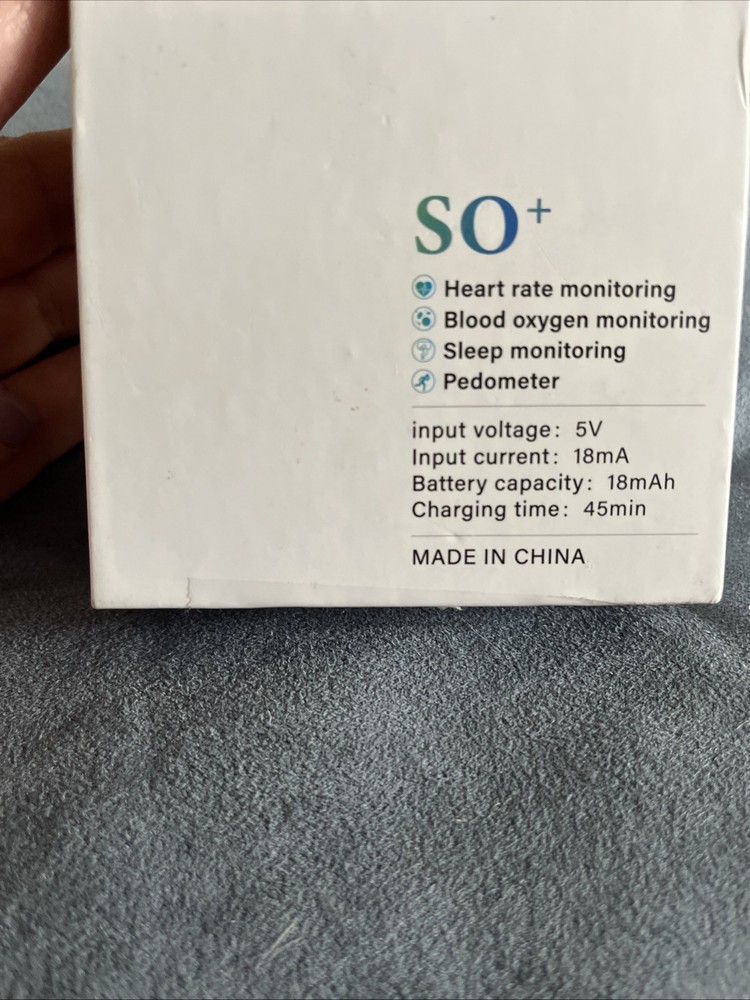 SO+
Heart rate monitoring
Blood oxygen monitoring
Sleep monitoring
Pedometer
input voltage: 5V
Input current: 18mA
Battery capacity: 18mAh
Charging time: 45min
MADE IN CHINA